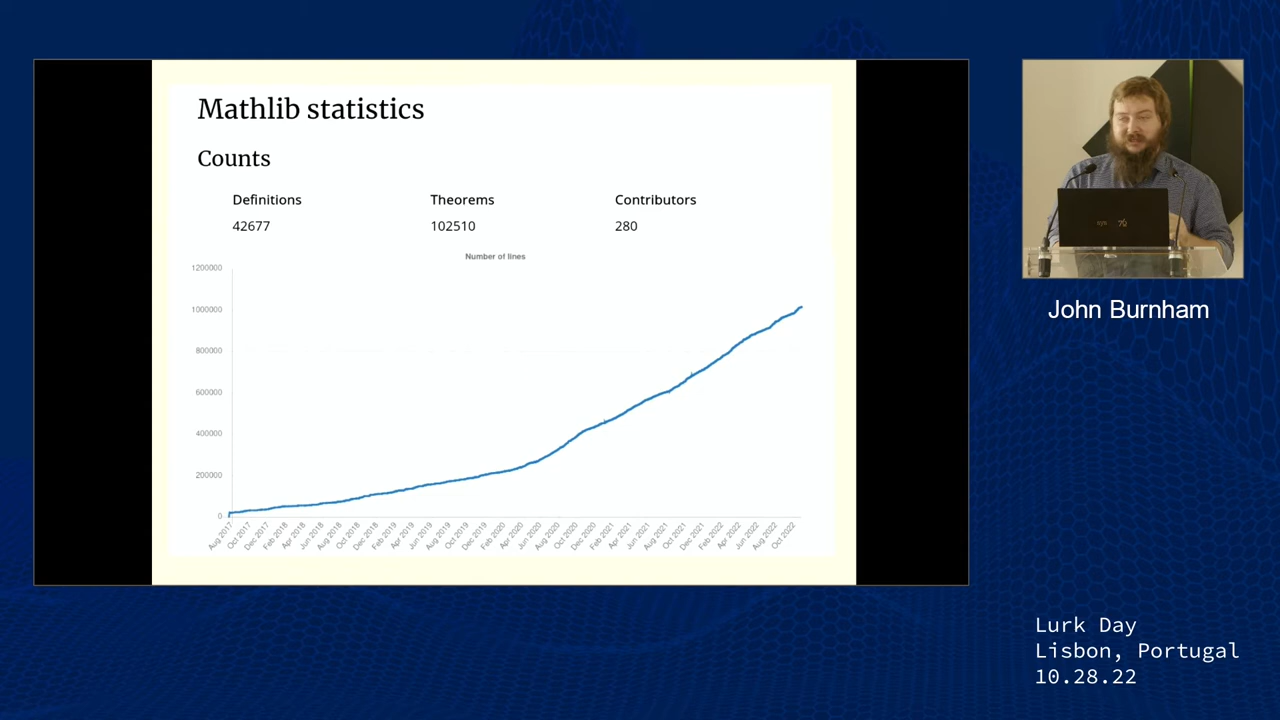 Mathlib statistics
Counts
Definitions Theorems Contributors
42677 102510 280
Number of lines
1200000
1000000
800000
600000
400000
200000
0
Aug 2017 Oct 2017 Dec 2017 Feb 2018 Apr 2018 Jun 2018 Aug 2018 Oct 2018 Dec 2018 Feb 2019 Apr 2019 Jun 2019 Aug 2019 Oct 2019 Dec 2019 Feb 2020 Apr 2020 Jun 2020 Aug 2020 Oct 2020 Dec 2020 Feb 2021 Apr 2021 Jun 2021 Aug 2021 Oct 2021 Dec 2021 Feb 2022 Apr 2022 Jun 2022 Aug 2022 Oct 2022
John Burnham
Lurk Day
Lisbon, Portugal
10.28.22